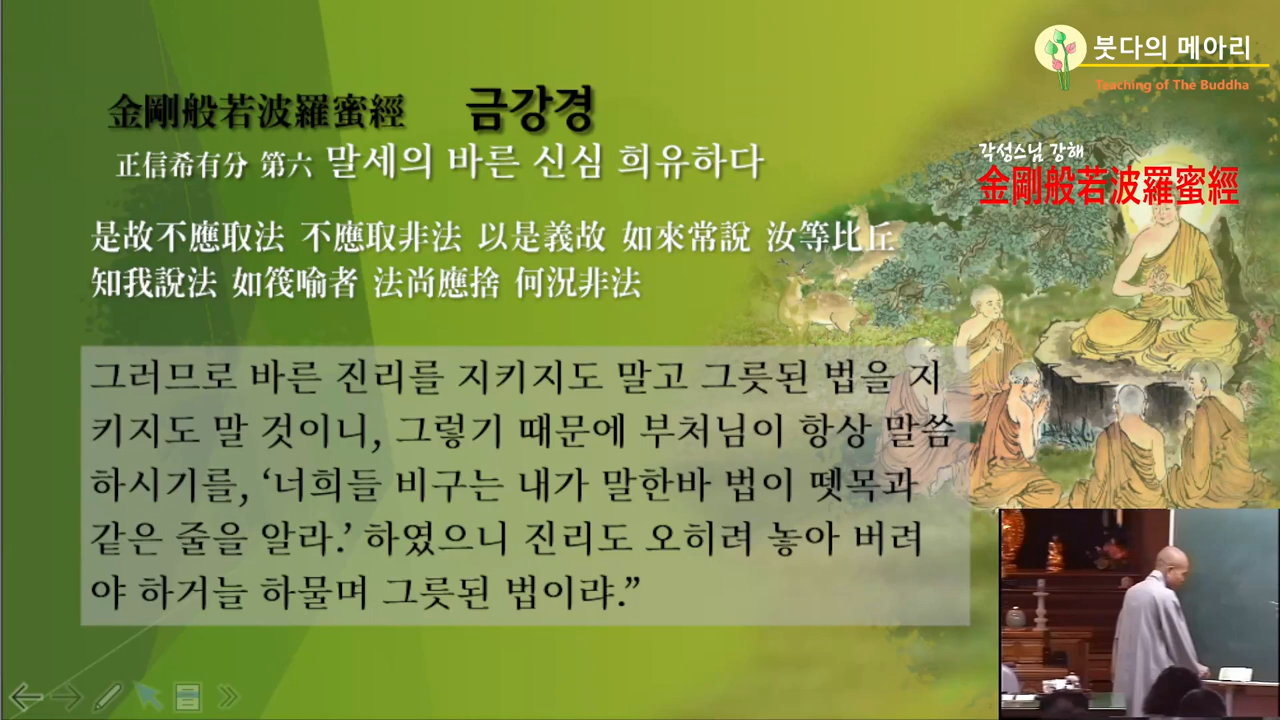 붓다의 메아리
Teaching of The Buddha
金剛般若波羅蜜經 금강경
正信希有分 第六 말세의 바른 신심 희유하다
각성스님 강해
金剛般若波羅蜜經
是故不應取法 不應取非法 以是義故 如來常說 汝等比丘
知我說法 如筏喻者 法尚應捨 何況非法
그러므로 바른 진리를 지키지도 말고 그릇된 법을 지
키지도 말 것이니, 그렇기 때문에 부처님이 항상 말씀
하시기를, ‘너희들 비구는 내가 말한바 법이 뗏목과
같은 줄을 알라.’ 하였으니 진리도 오히려 놓아 버려
야 하거늘 하물며 그릇된 법이랴.”